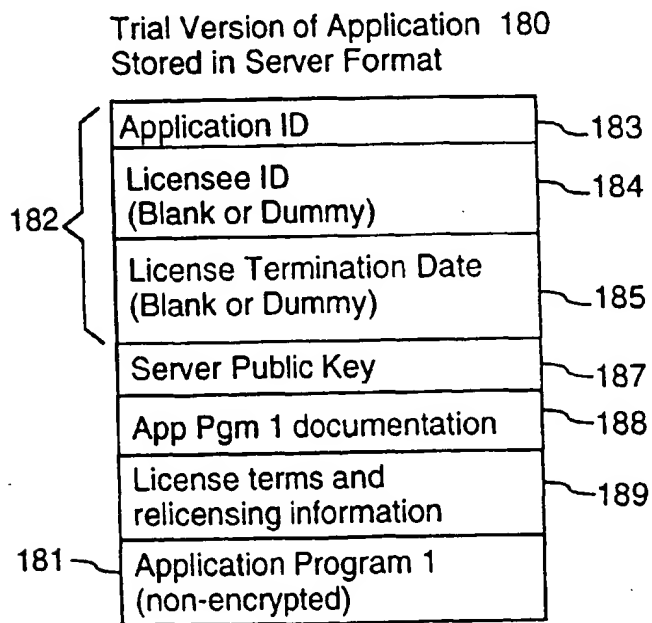 Trial Version of Application 180
Stored in Server Format
Application ID
183
Licensee ID
(Blank or Dummy)
184
182
License Termination Date
(Blank or Dummy)
185
Server Public Key
187
App Pgm 1 documentation
188
License terms and
relicensing information
189
181
Application Program 1
(non-encrypted)